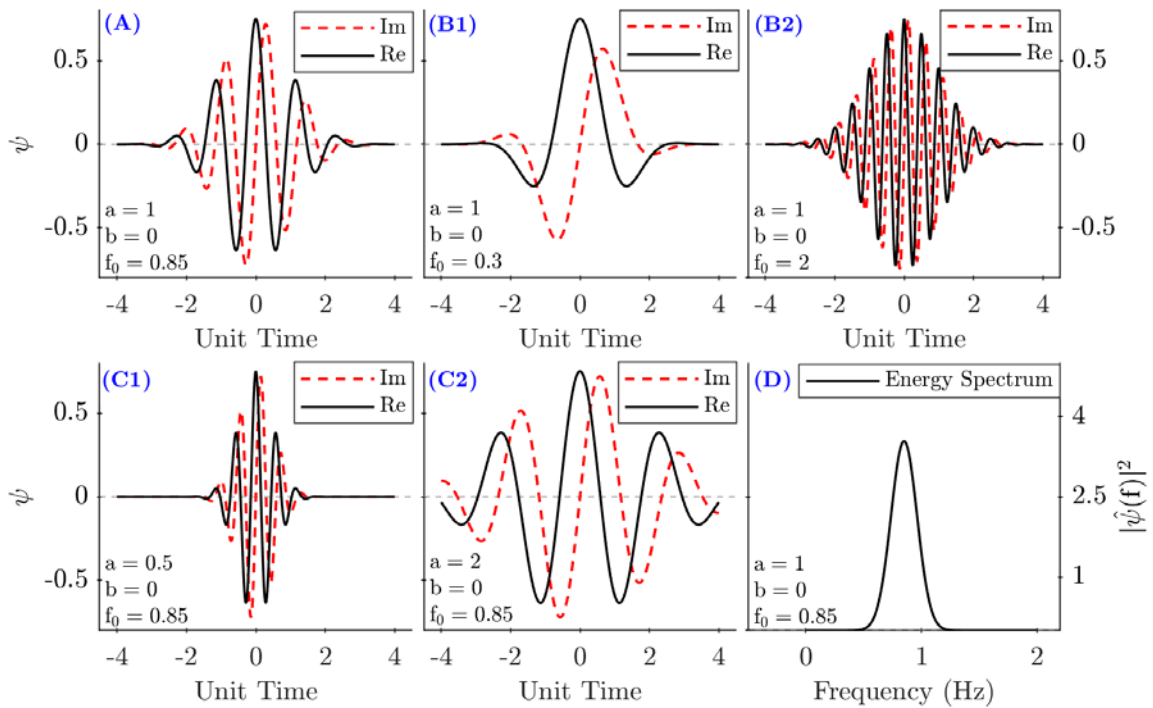 (A)
Im
Re
0.5
0
-0.5
ψ
a = 1
b = 0
f₀ = 0.85
-4 -2 0 2 4
Unit Time
(B1)
Im
Re
a = 1
b = 0
f₀ = 0.3
-4 -2 0 2 4
Unit Time
(B2)
Im
Re
0.5
0
-0.5
a = 1
b = 0
f₀ = 2
-4 -2 0 2 4
Unit Time
(C1)
Im
Re
0.5
0
-0.5
ψ
a = 0.5
b = 0
f₀ = 0.85
-4 -2 0 2 4
Unit Time
(C2)
Im
Re
a = 2
b = 0
f₀ = 0.85
-4 -2 0 2 4
Unit Time
(D)
Energy Spectrum
4
2.5
1
|ψ̂(f)|²
a = 1
b = 0
f₀ = 0.85
0 1 2
Frequency (Hz)